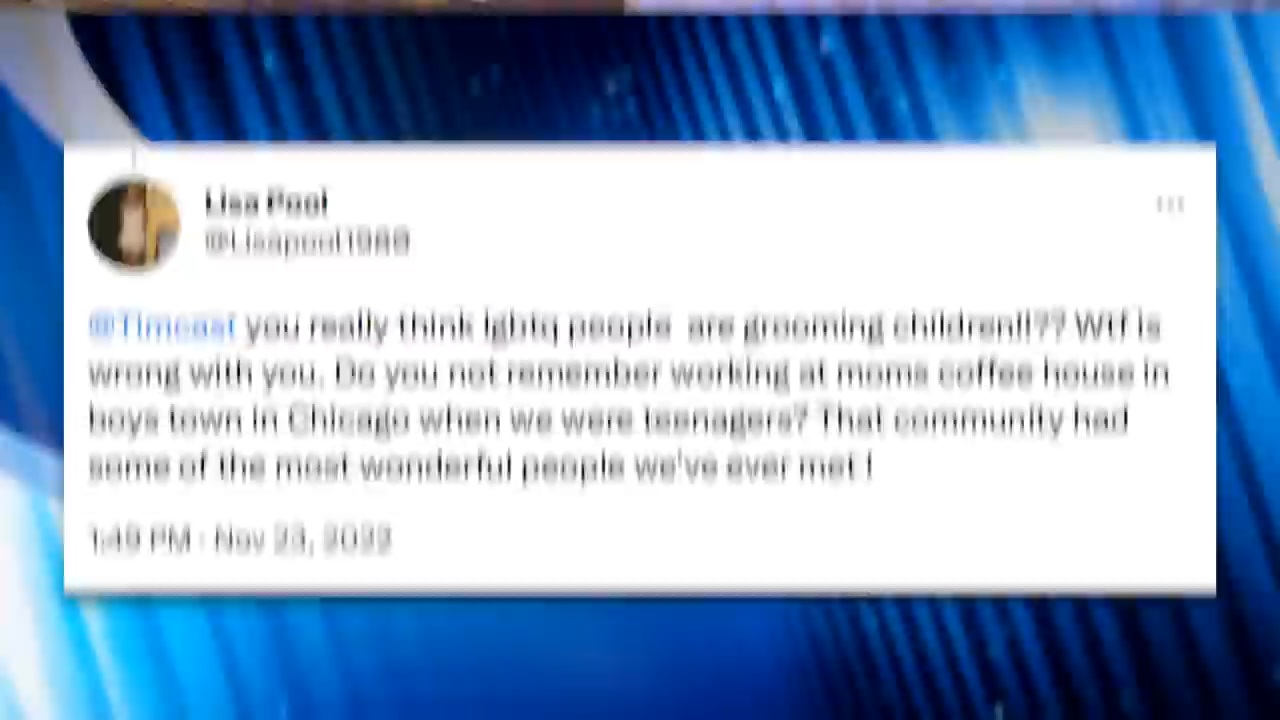 Lisa Pool
@Lisapool1988
@Timcast you really think lgbtq people are grooming children!!?? Wtf is
wrong with you. Do you not remember working at moms coffee house in
boys town in Chicago when we were teenagers? That community had
some of the most wonderful people we've ever met !
1:49 PM · Nov 23, 2022